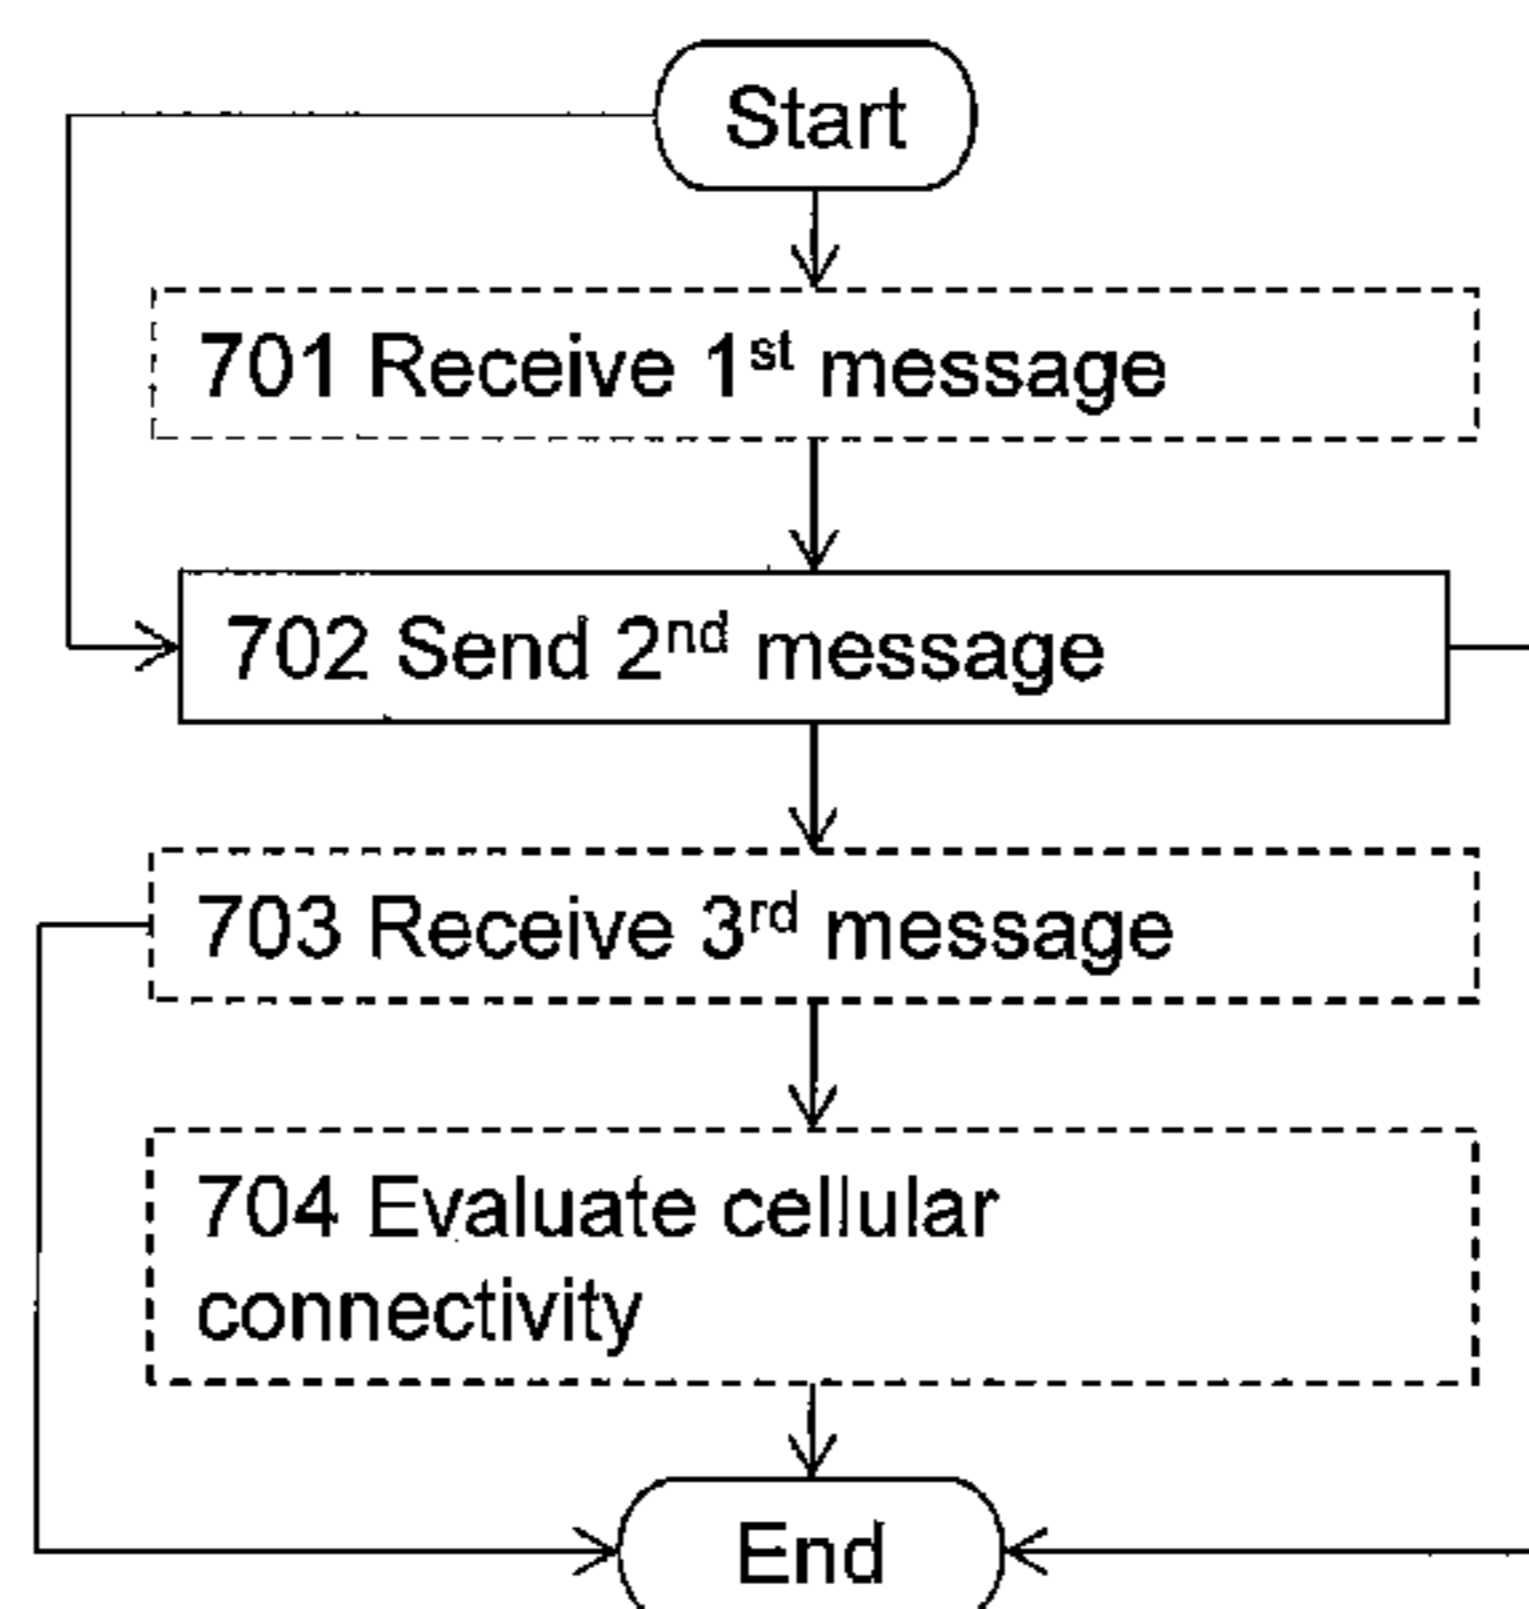 Start
701 Receive 1st message
702 Send 2nd message
703 Receive 3rd message
704 Evaluate cellular
connectivity
End